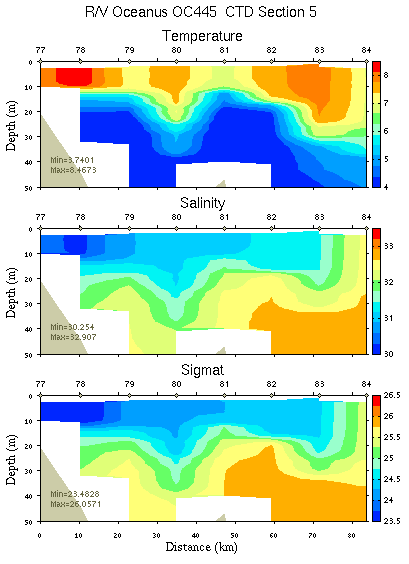 R/V Oceanus OC445 CTD Section 5
Temperature
77 78 79 80 81 82 83 84
Depth (m)
0
10
20
30
40
50
Min=3.7401
Max=8.4673
8
7
6
5
4
Salinity
77 78 79 80 81 82 83 84
Depth (m)
0
10
20
30
40
50
Min=30.254
Max=32.907
33
32
31
30
Sigmat
77 78 79 80 81 82 83 84
Depth (m)
0
10
20
30
40
50
Min=23.4828
Max=26.0571
26.5
26
25.5
25
24.5
24
23.5
0 10 20 30 40 50 60 70 80
Distance (km)